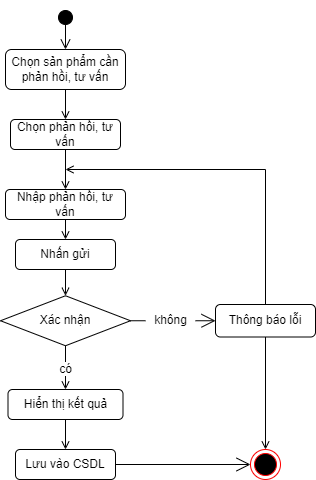 Chọn sản phẩm cần
phản hồi, tư vấn
Chọn phản hồi, tư
vấn
Nhập phản hồi, tư
vấn
Nhấn gửi
Xác nhận
không
Thông báo lỗi
có
Hiển thị kết quả
Lưu vào CSDL